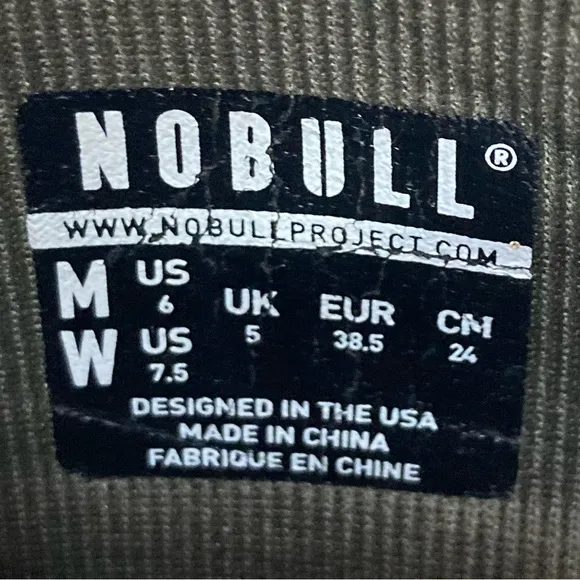 NOBULL®
WWW.NOBULLPROJECT.COM
M US 6 UK 5 EUR 38.5 CM 24
W US 7.5
DESIGNED IN THE USA
MADE IN CHINA
FABRIQUE EN CHINE